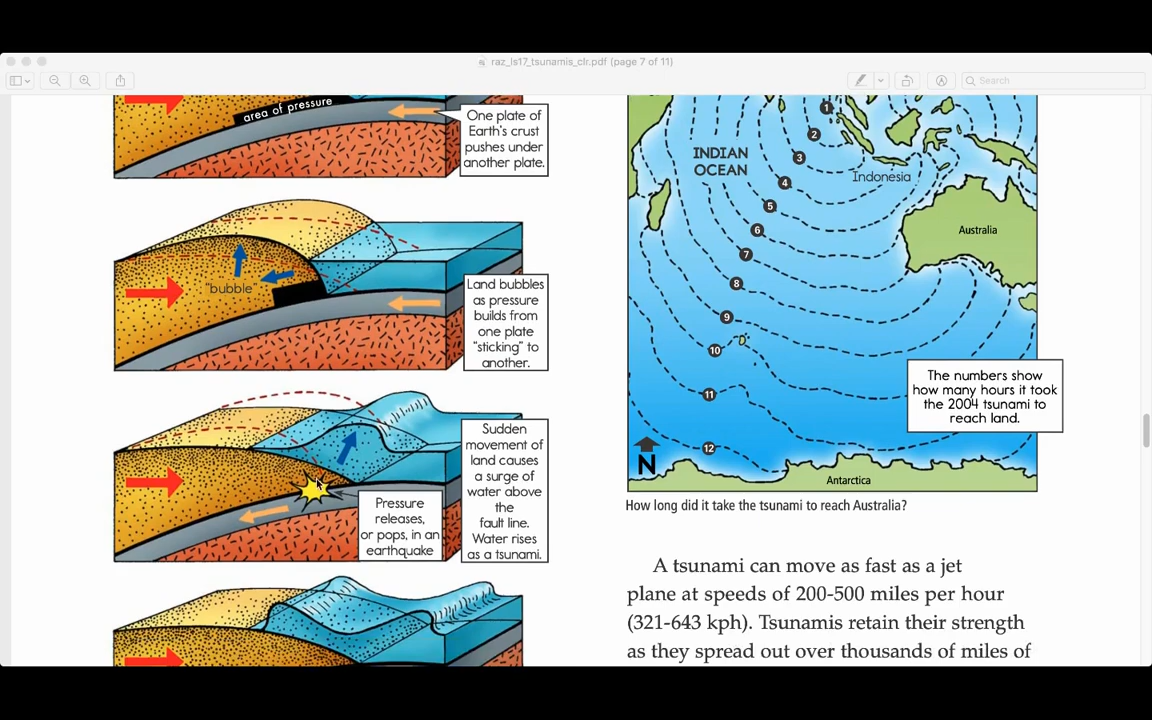 raz_ls17_tsunamis_clr.pdf (page 7 of 11)
Search
area of pressure
One plate of
Earth's crust
pushes under
another plate.
"bubble"
Land bubbles
as pressure
builds from
one plate
"sticking" to
another.
Pressure
releases,
or pops, in an
earthquake
Sudden
movement of
land causes
a surge of
water above
the
fault line.
Water rises
as a tsunami.
1
2
3
4
5
6
7
8
9
10
11
12
INDIAN
OCEAN
Indonesia
Australia
The numbers show
how many hours it took
the 2004 tsunami to
reach land.
N
Antarctica
How long did it take the tsunami to reach Australia?
A tsunami can move as fast as a jet
plane at speeds of 200-500 miles per hour
(321-643 kph). Tsunamis retain their strength
as they spread out over thousands of miles of